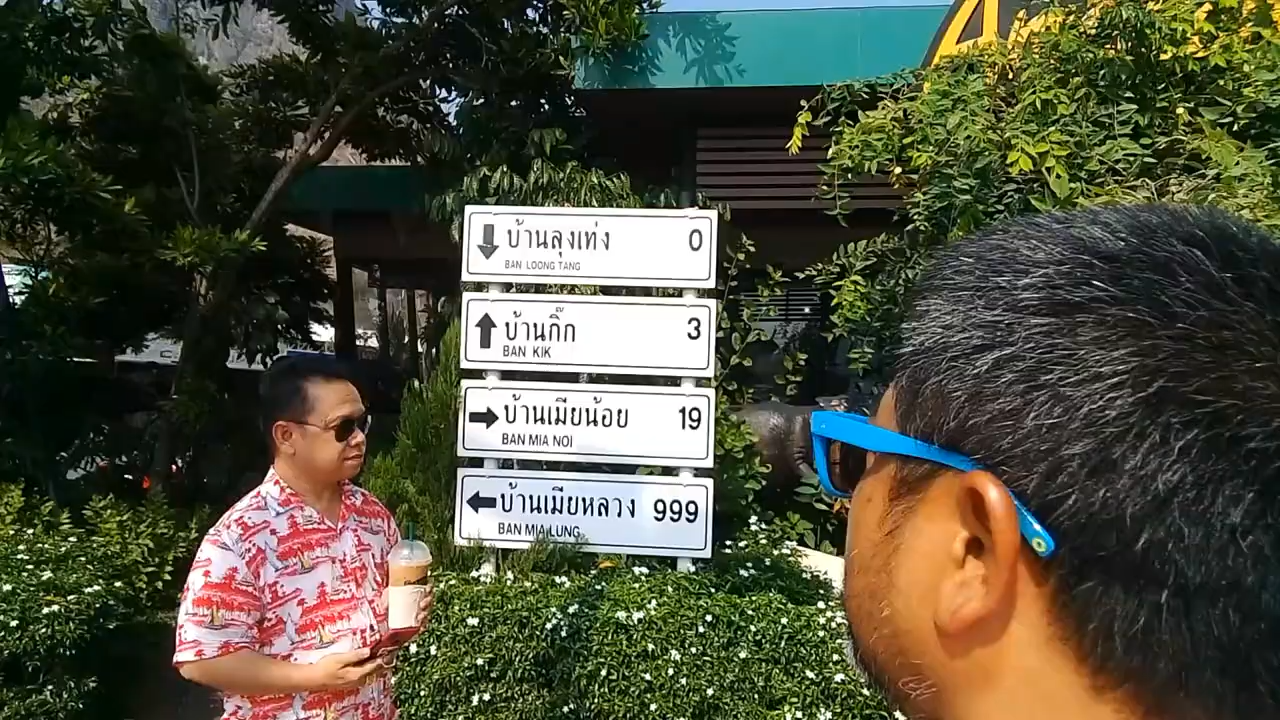 บ้านลุงเท่ง 0
BAN LOONG TANG
บ้านกิ๊ก 3
BAN KIK
บ้านเมียน้อย 19
BAN MIA NOI
บ้านเมียหลวง 999
BAN MIA LUNG